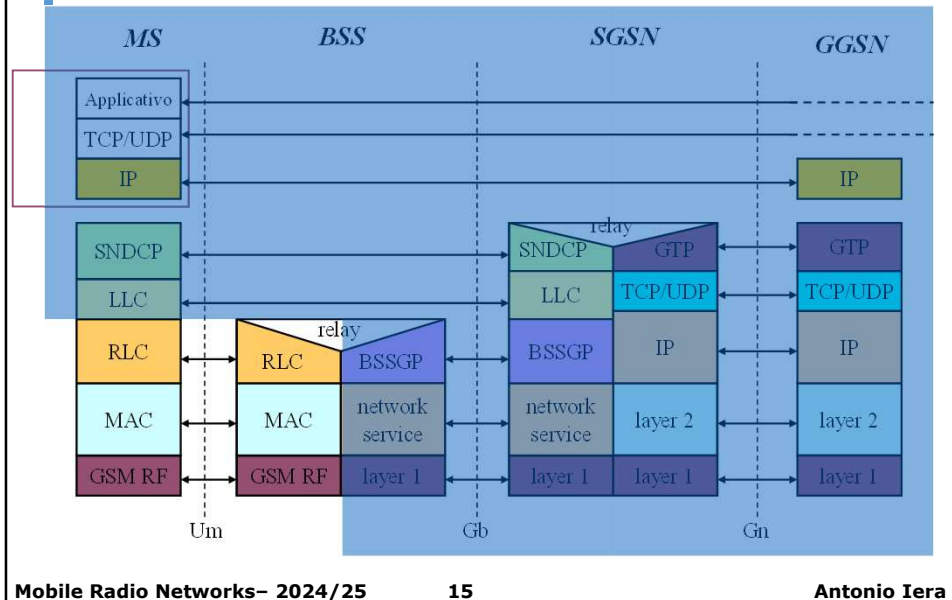 MS BSS SGSN GGSN
Applicativo
TCP/UDP
IP IP
relay
SNDCP SNDCP GTP GTP
LLC LLC TCP/UDP TCP/UDP
relay
RLC RLC BSSGP BSSGP IP IP
MAC MAC network service network service layer 2 layer 2
GSM RF GSM RF layer 1 layer 1 layer 1 layer 1
Um Gb Gn
Mobile Radio Networks– 2024/25 15 Antonio Iera